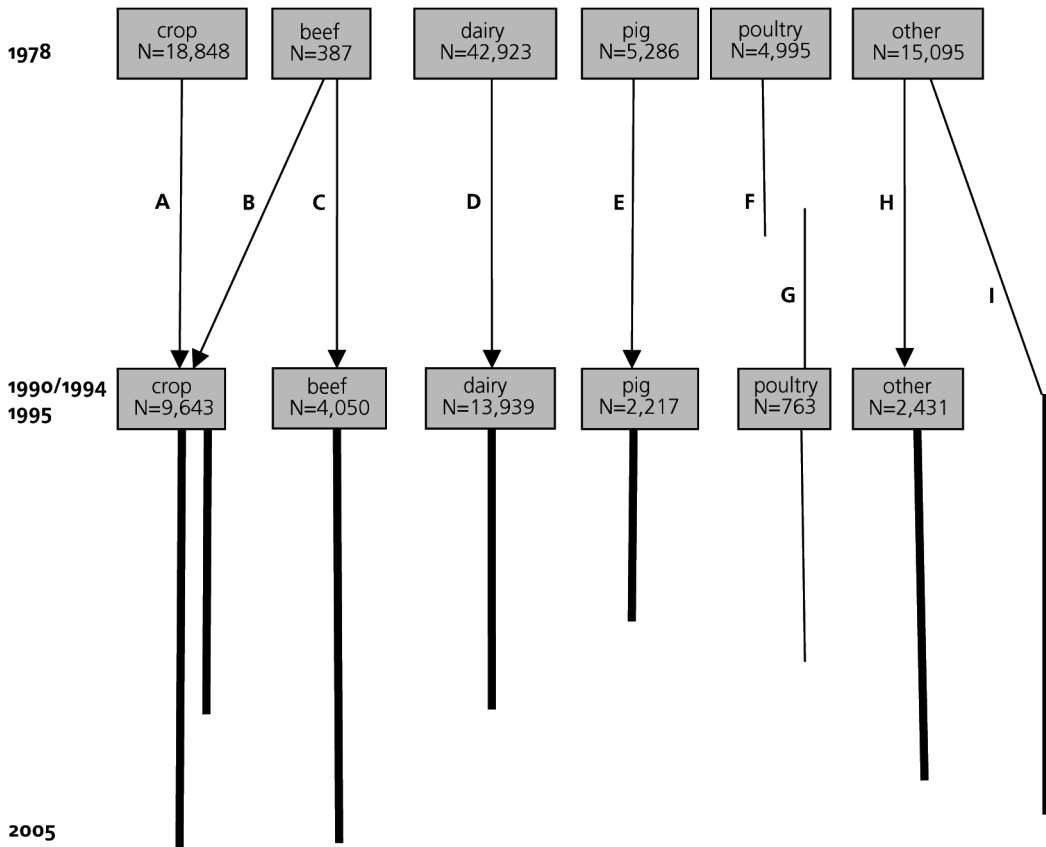 1978
crop
N=18,848
beef
N=387
dairy
N=42,923
pig
N=5,286
poultry
N=4,995
other
N=15,095
A
B
C
D
E
F
H
G
I
1990/1994
1995
crop
N=9,643
beef
N=4,050
dairy
N=13,939
pig
N=2,217
poultry
N=763
other
N=2,431
2005